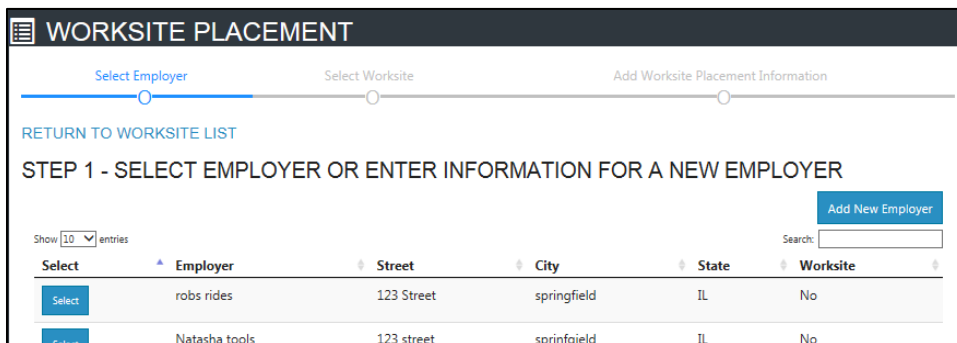 WORKSITE PLACEMENT
Select Employer Select Worksite Add Worksite Placement Information
RETURN TO WORKSITE LIST
STEP 1 - SELECT EMPLOYER OR ENTER INFORMATION FOR A NEW EMPLOYER
Add New Employer
Show 10 entries Search:
Select Employer Street City State Worksite
Select robs rides 123 Street springfield IL No
Select Natasha tools 123 street sprinfgield IL No